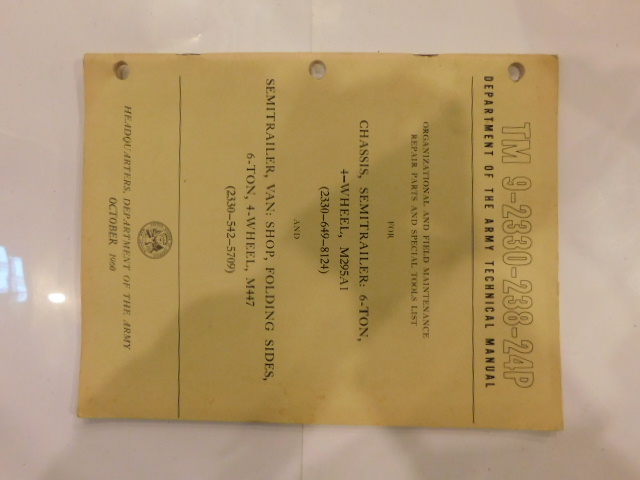 TM 9-2330-238-24P
DEPARTMENT OF THE ARMY TECHNICAL MANUAL
ORGANIZATIONAL AND FIELD MAINTENANCE
REPAIR PARTS AND SPECIAL TOOLS LIST
FOR
CHASSIS, SEMITRAILER: 6-TON,
4-WHEEL, M295A1
(2330-649-8124)
AND
SEMITRAILER, VAN: SHOP, FOLDING SIDES,
6-TON, 4-WHEEL, M447
(2330-542-5709)
HEADQUARTERS, DEPARTMENT OF THE ARMY
OCTOBER 1960